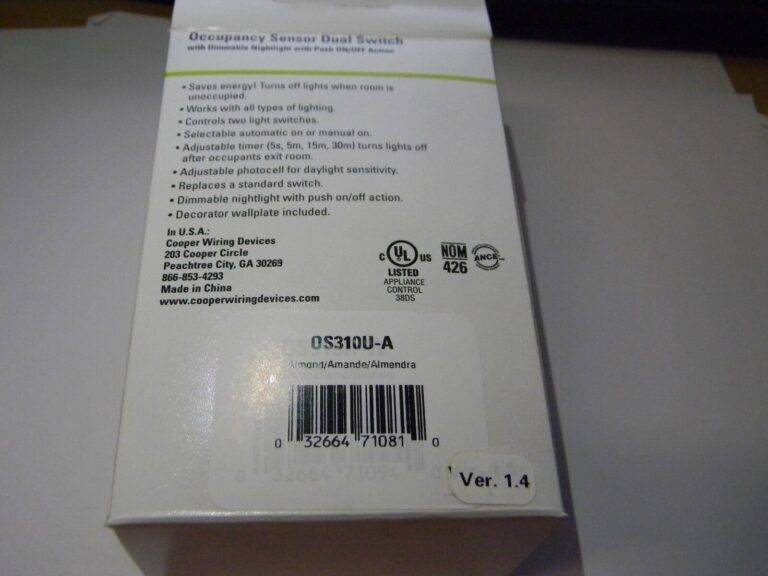 Occupancy Sensor Dual Switch
with Dimmable Nightlight with Push ON/OFF Action
• Saves energy! Turns off lights when room is
unoccupied.
• Works with all types of lighting.
• Controls two light switches.
• Selectable automatic on or manual on.
• Adjustable timer (5s, 5m, 15m, 30m) turns lights off
after occupants exit room.
• Adjustable photocell for daylight sensitivity.
• Replaces a standard switch.
• Dimmable nightlight with push on/off action.
• Decorator wallplate included.
In U.S.A.:
Cooper Wiring Devices
203 Cooper Circle
Peachtree City, GA 30269
866-853-4293
Made in China
www.cooperwiringdevices.com
C UL US
LISTED
APPLIANCE
CONTROL
38DS
NOM
426
ANCE
OS310U-A
Almond/Amande/Almendra
0 32664 71081 0
32664 71094
Ver. 1.4